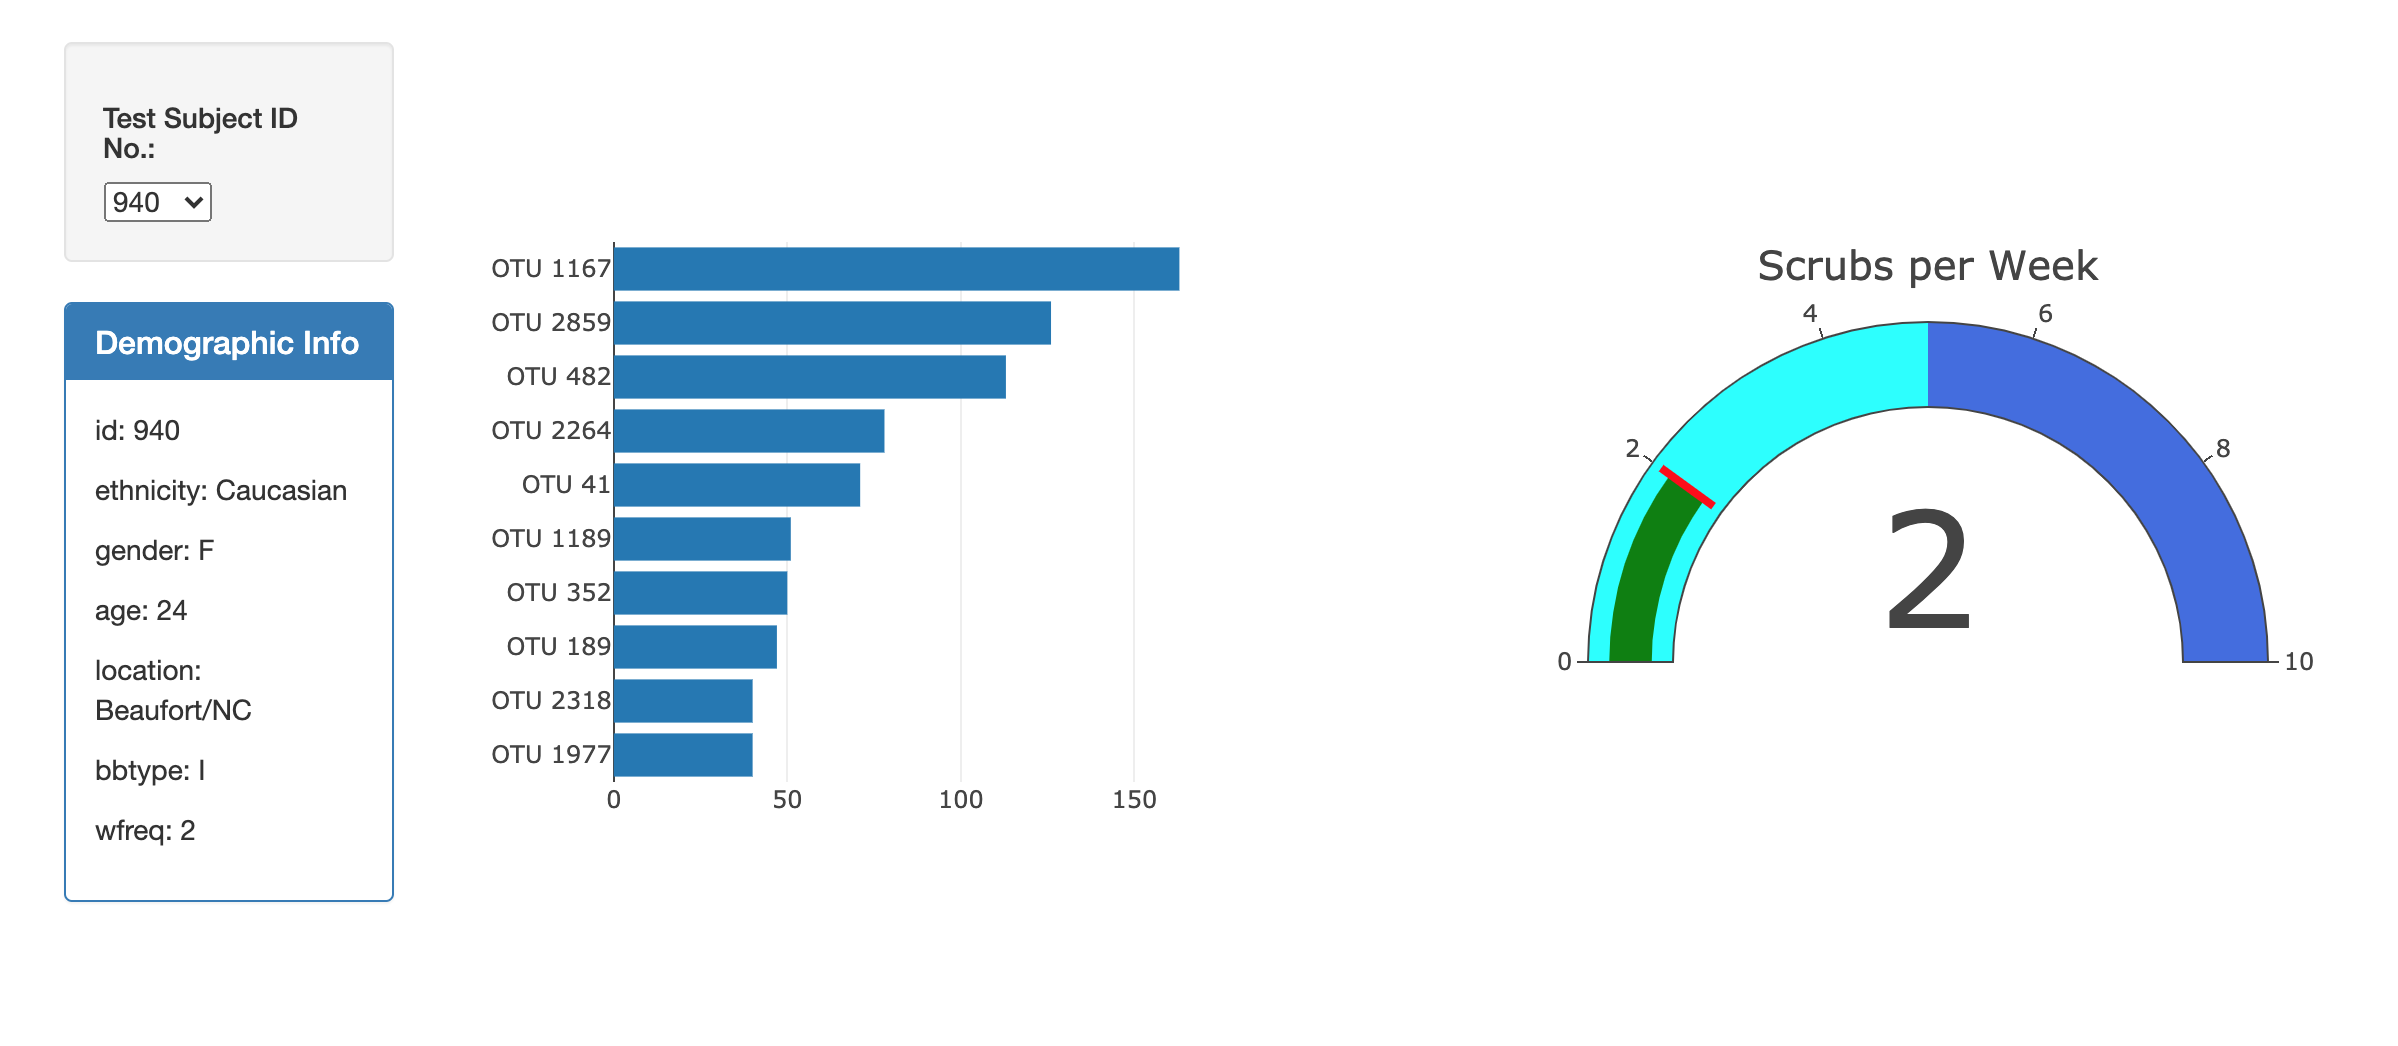 Test Subject ID
No.:
940
Demographic Info
id: 940
ethnicity: Caucasian
gender: F
age: 24
location:
Beaufort/NC
bbtype: I
wfreq: 2
OTU 1167
OTU 2859
OTU 482
OTU 2264
OTU 41
OTU 1189
OTU 352
OTU 189
OTU 2318
OTU 1977
0 50 100 150
Scrubs per Week
4 6
2 8
2
0 10